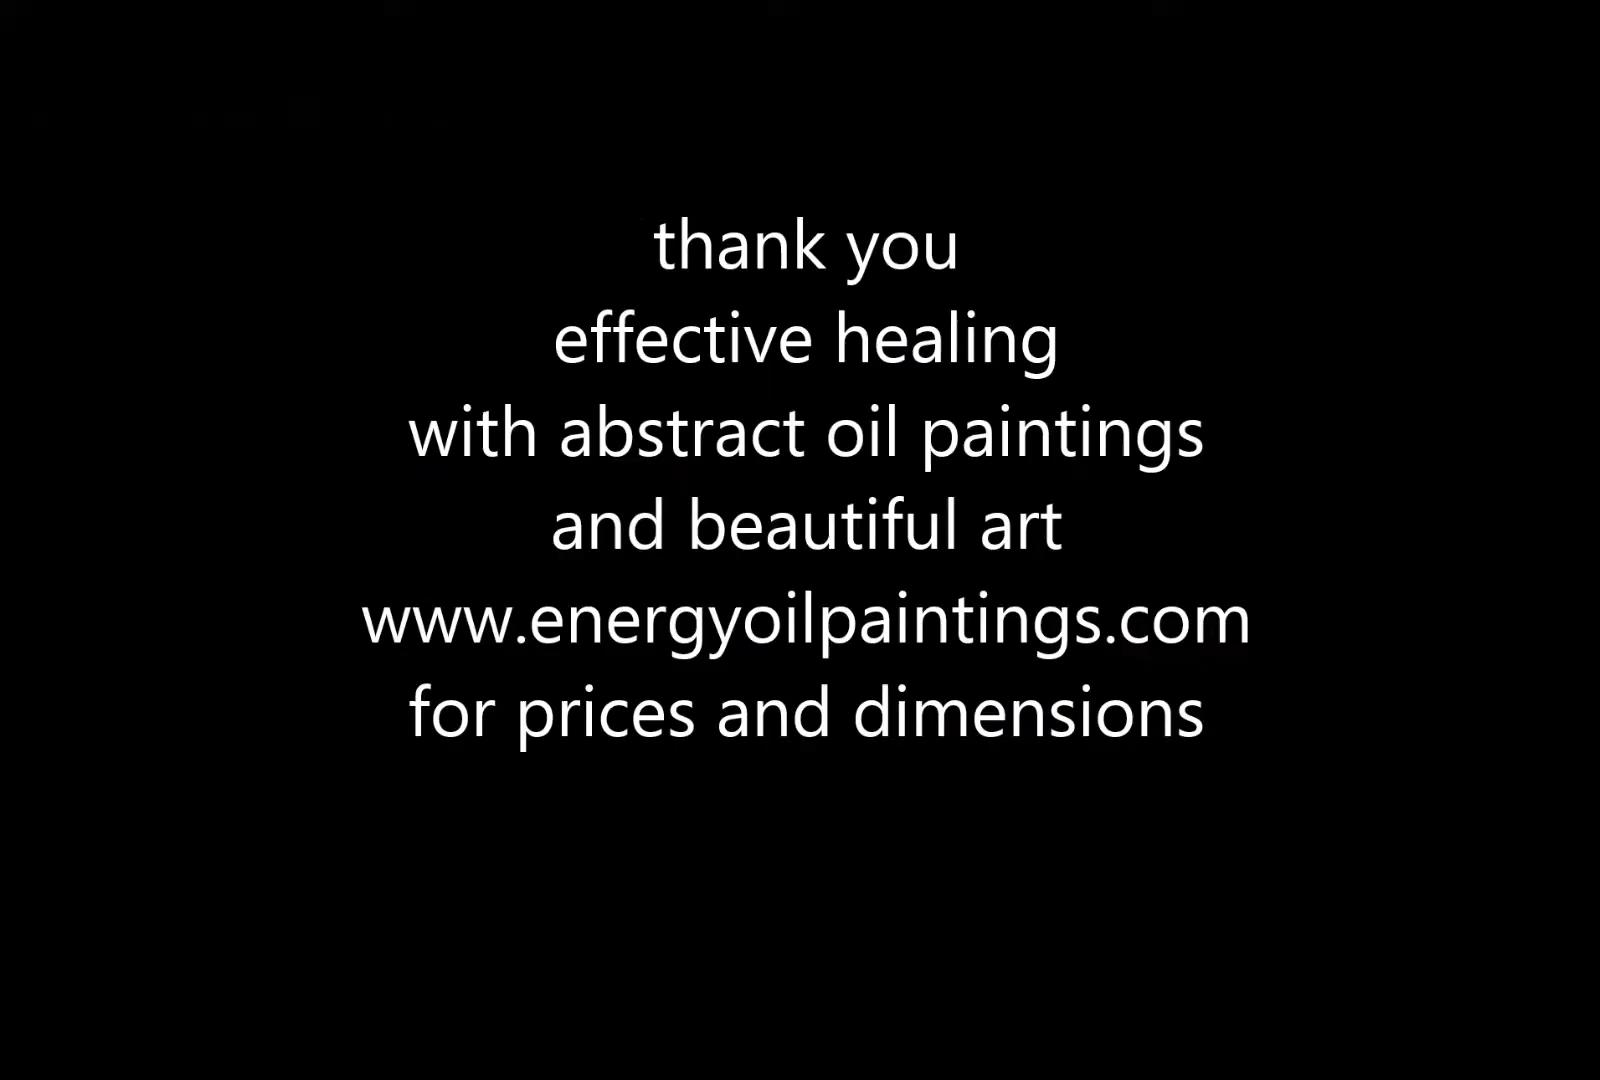 thank you
effective healing
with abstract oil paintings
and beautiful art
www.energyoilpaintings.com
for prices and dimensions